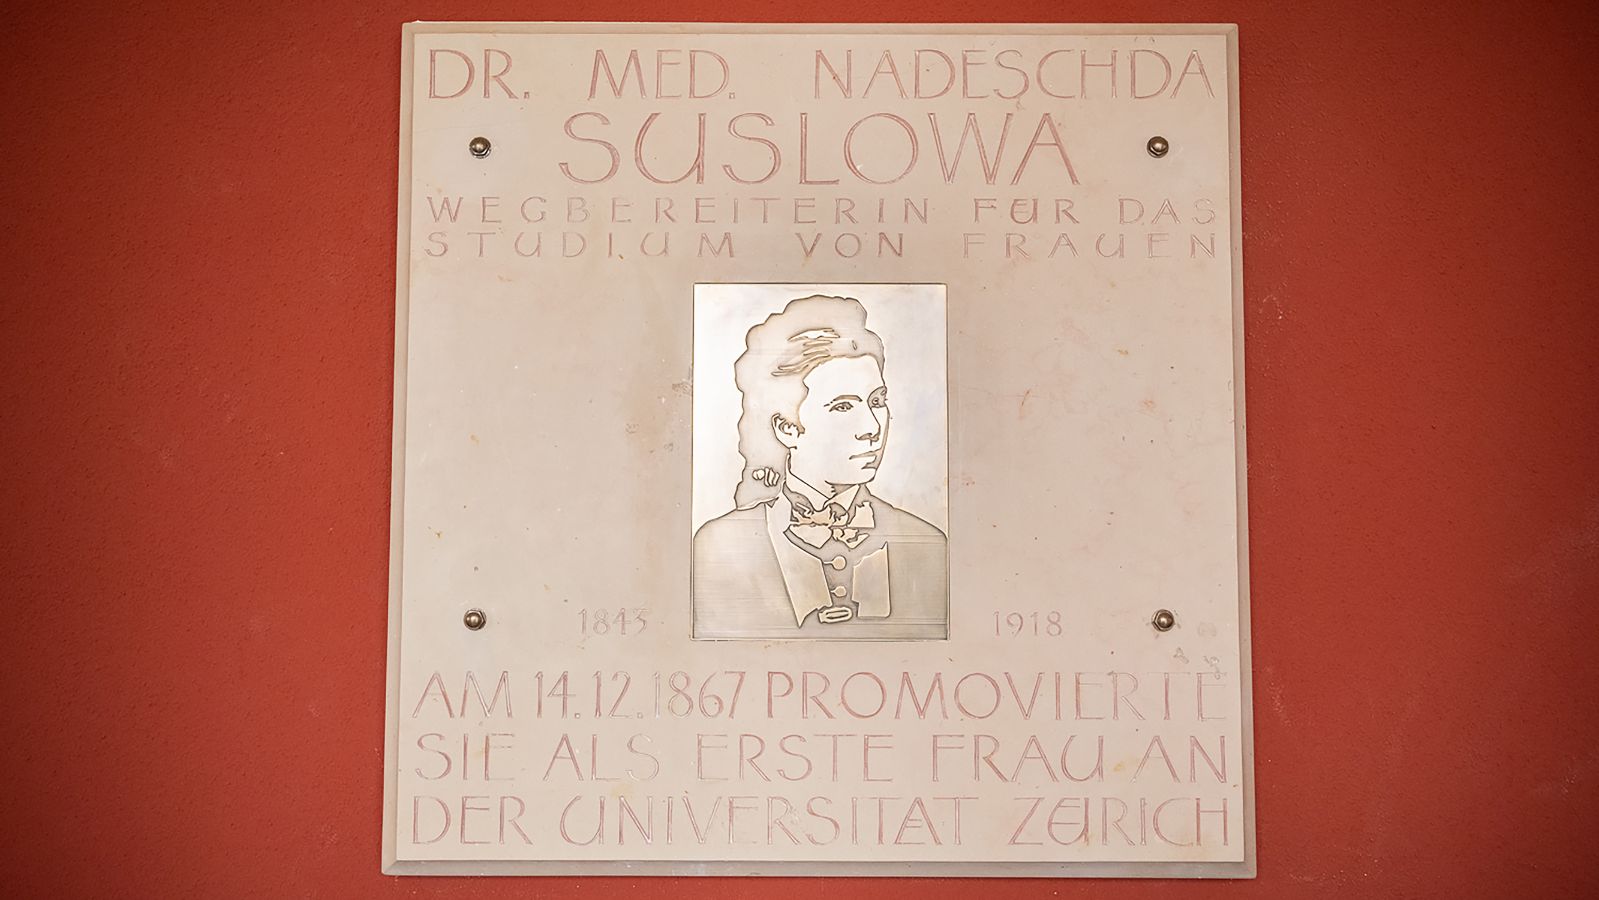 DR. MED. NADESCHDA
SUSLOWA
WEGBEREITERIN FÜR DAS
STUDIUM VON FRAUEN
1843 1918
AM 14.12.1867 PROMOVIERTE
SIE ALS ERSTE FRAU AN
DER UNIVERSITÄT ZÜRICH